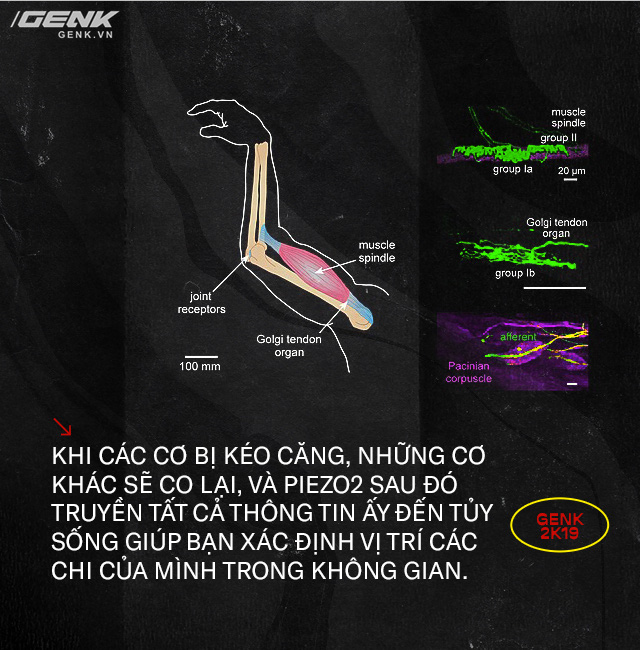 GENK
GENK.VN
muscle
spindle
group II
group Ia
20 µm
Golgi tendon
organ
group Ib
muscle
spindle
joint
receptors
Golgi tendon
organ
100 mm
afferent
Pacinian
corpuscle
KHI CÁC CƠ BỊ KÉO CĂNG, NHỮNG CƠ
KHÁC SẼ CO LẠI, VÀ PIEZO2 SAU ĐÓ
TRUYỀN TẤT CẢ THÔNG TIN ẤY ĐẾN TỦY
SỐNG GIÚP BẠN XÁC ĐỊNH VỊ TRÍ CÁC
CHI CỦA MÌNH TRONG KHÔNG GIAN.
GENK
2K19